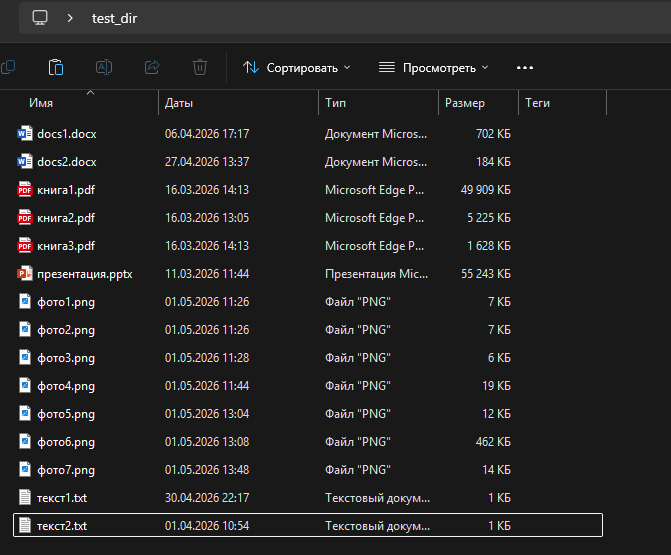 test_dir
Сортировать Просмотреть
Имя Даты Тип Размер Теги
docs1.docx 06.04.2026 17:17 Документ Micros... 702 КБ
docs2.docx 27.04.2026 13:37 Документ Micros... 184 КБ
PDF книга1.pdf 16.03.2026 14:13 Microsoft Edge P... 49 909 КБ
PDF книга2.pdf 16.03.2026 13:05 Microsoft Edge P... 5 225 КБ
PDF книга3.pdf 16.03.2026 14:13 Microsoft Edge P... 1 628 КБ
презентация.pptx 11.03.2026 11:44 Презентация Mic... 55 243 КБ
фото1.png 01.05.2026 11:26 Файл "PNG" 7 КБ
фото2.png 01.05.2026 11:26 Файл "PNG" 7 КБ
фото3.png 01.05.2026 11:28 Файл "PNG" 6 КБ
фото4.png 01.05.2026 11:44 Файл "PNG" 19 КБ
фото5.png 01.05.2026 13:04 Файл "PNG" 12 КБ
фото6.png 01.05.2026 13:08 Файл "PNG" 462 КБ
фото7.png 01.05.2026 13:48 Файл "PNG" 14 КБ
текст1.txt 30.04.2026 22:17 Текстовый докум... 1 КБ
текст2.txt 01.04.2026 10:54 Текстовый докум... 1 КБ